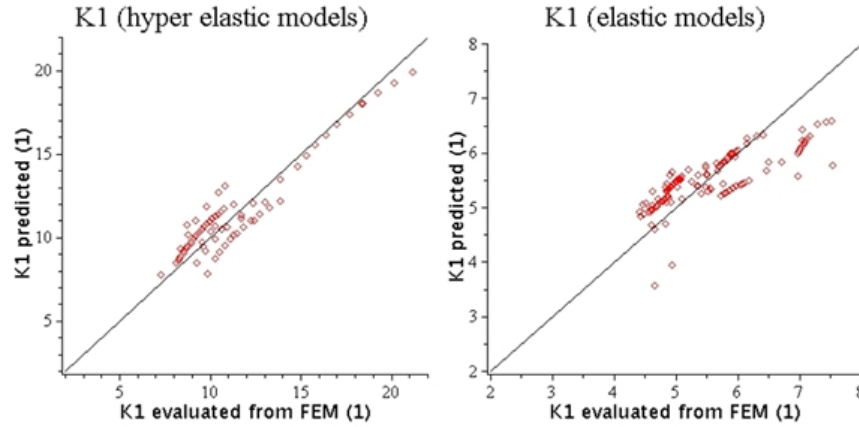 K1 (hyper elastic models)
20
15
10
5
K1 predicted (1)
5 10 15 20
K1 evaluated from FEM (1)
K1 (elastic models)
8
7
6
5
4
3
2
K1 predicted (1)
2 3 4 5 6 7 8
K1 evaluated from FEM (1)